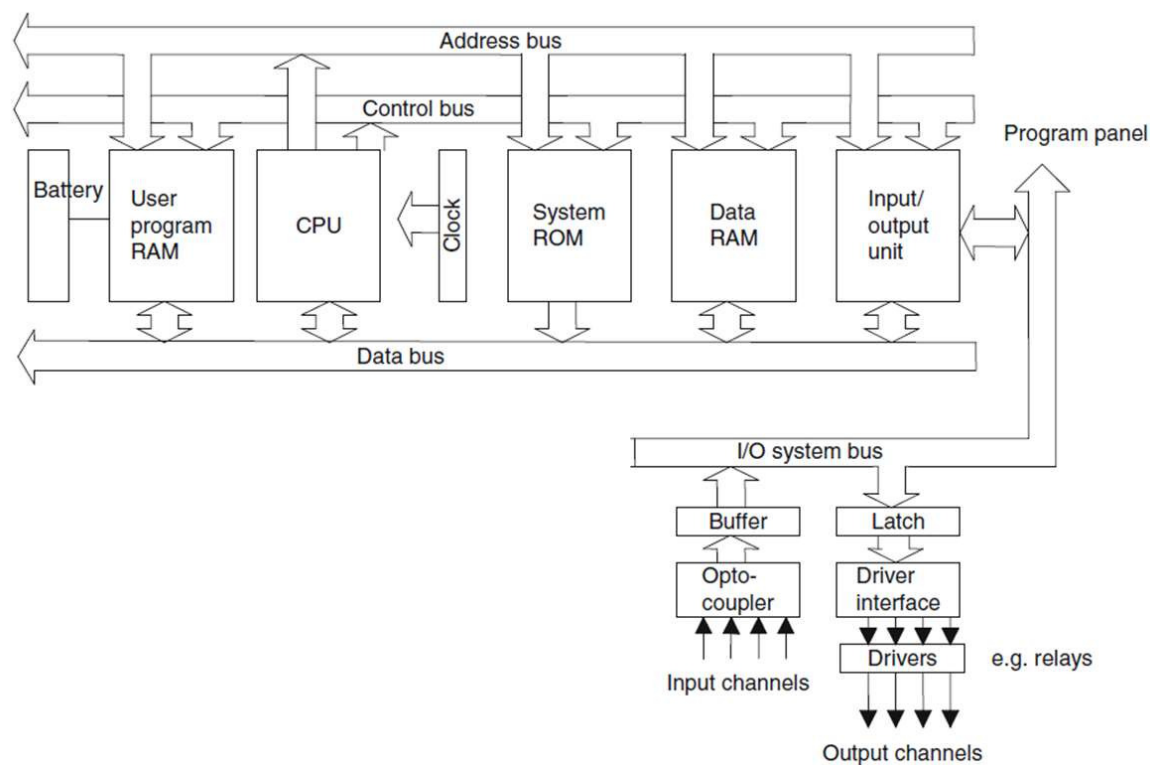 Address bus
Control bus
Program panel
Battery
User
program
RAM
CPU
Clock
System
ROM
Data
RAM
Input/
output
unit
Data bus
I/O system bus
Buffer
Latch
Opto-
coupler
Driver
interface
Drivers
e.g. relays
Input channels
Output channels